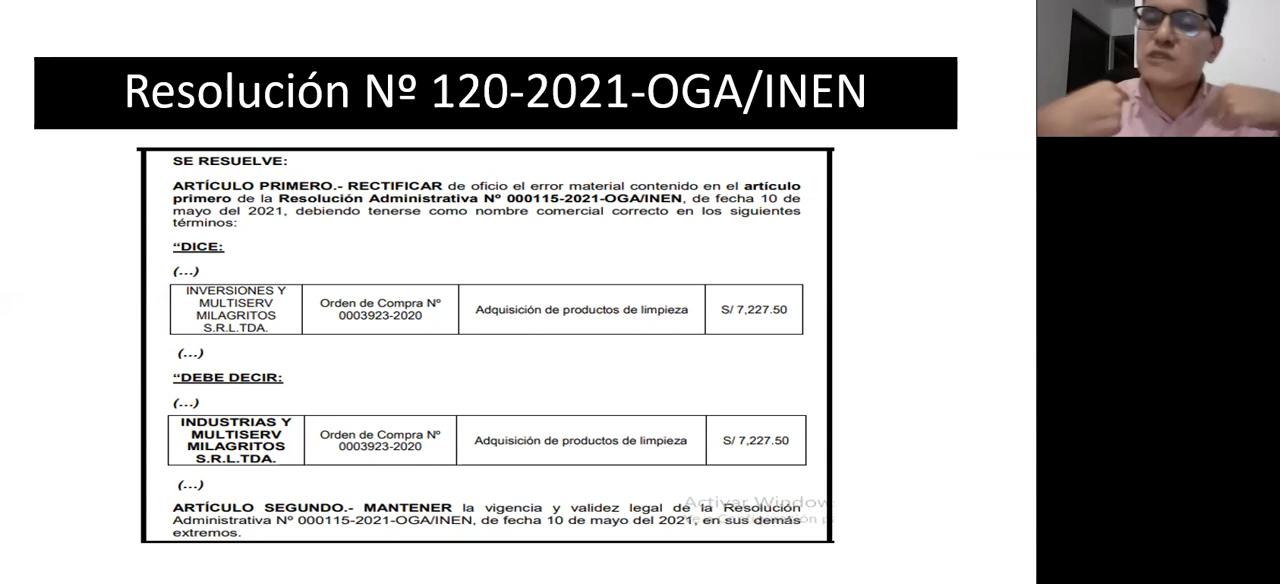 Resolución Nº 120-2021-OGA/INEN
SE RESUELVE:
ARTÍCULO PRIMERO.- RECTIFICAR de oficio el error material contenido en el artículo
primero de la Resolución Administrativa Nº 000115-2021-OGA/INEN, de fecha 10 de
mayo del 2021, debiendo tenerse como nombre comercial correcto en los siguientes
términos:
“DICE:
(...)
INVERSIONES Y
MULTISERV
MILAGRITOS
S.R.L.TDA.
Orden de Compra Nº
0003923-2020
Adquisición de productos de limpieza
S/ 7,227.50
(...)
“DEBE DECIR:
(...)
INDUSTRIAS Y
MULTISERV
MILAGRITOS
S.R.L.TDA.
Orden de Compra Nº
0003923-2020
Adquisición de productos de limpieza
S/ 7,227.50
(...)
ARTÍCULO SEGUNDO.- MANTENER la vigencia y validez legal de la Resolución
Administrativa Nº 000115-2021-OGA/INEN, de fecha 10 de mayo del 2021, en sus demás
extremos.
Activar Window